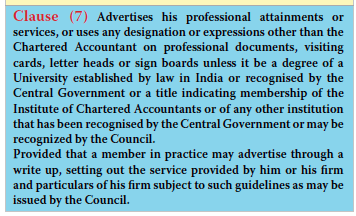 Clause (7) Advertises his professional attainments or
services, or uses any designation or expressions other than the
Chartered Accountant on professional documents, visiting
cards, letter heads or sign boards unless it be a degree of a
University established by law in India or recognised by the
Central Government or a title indicating membership of the
Institute of Chartered Accountants or of any other institution
that has been recognised by the Central Government or may be
recognized by the Council.
Provided that a member in practice may advertise through a
write up, setting out the service provided by him or his firm
and particulars of his firm subject to such guidelines as may be
issued by the Council.